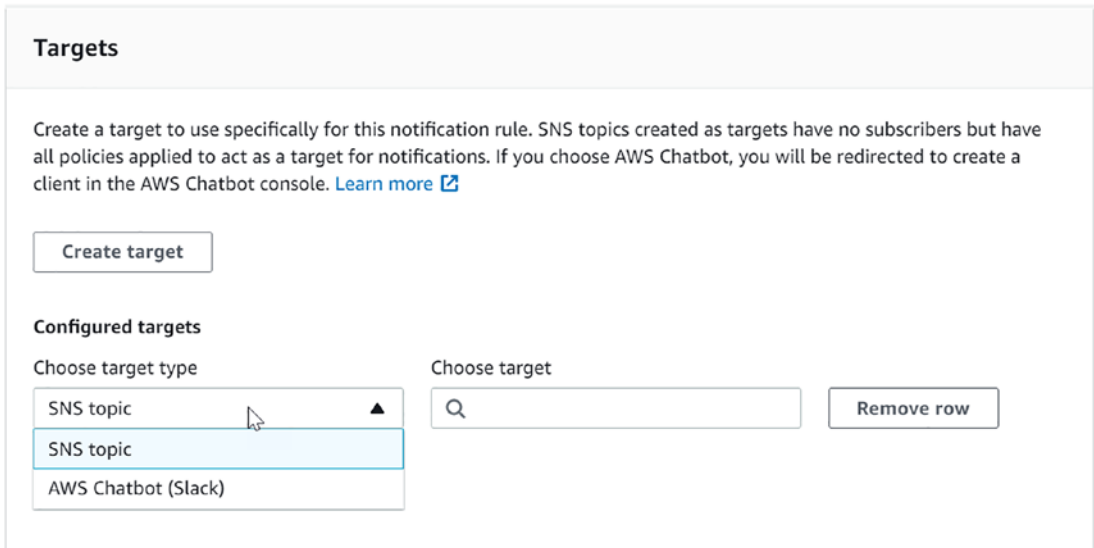 Targets
Create a target to use specifically for this notification rule. SNS topics created as targets have no subscribers but have
all policies applied to act as a target for notifications. If you choose AWS Chatbot, you will be redirected to create a
client in the AWS Chatbot console. Learn more
Create target
Configured targets
Choose target type
Choose target
SNS topic
Remove row
SNS topic
AWS Chatbot (Slack)